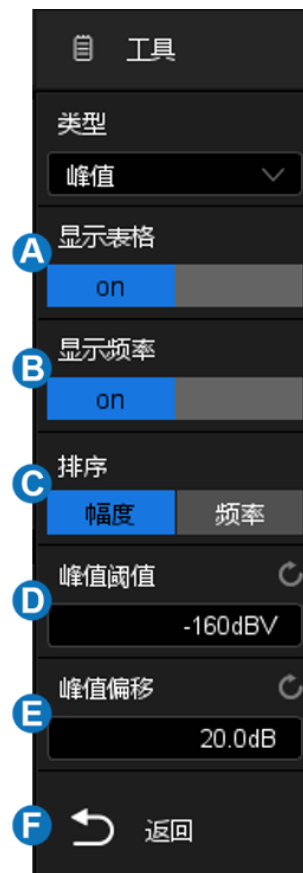 工具
类型
峰值
A 显示表格
on
B 显示频率
on
C 排序
幅度 频率
D 峰值阈值
-160dBV
E 峰值偏移
20.0dB
F 返回